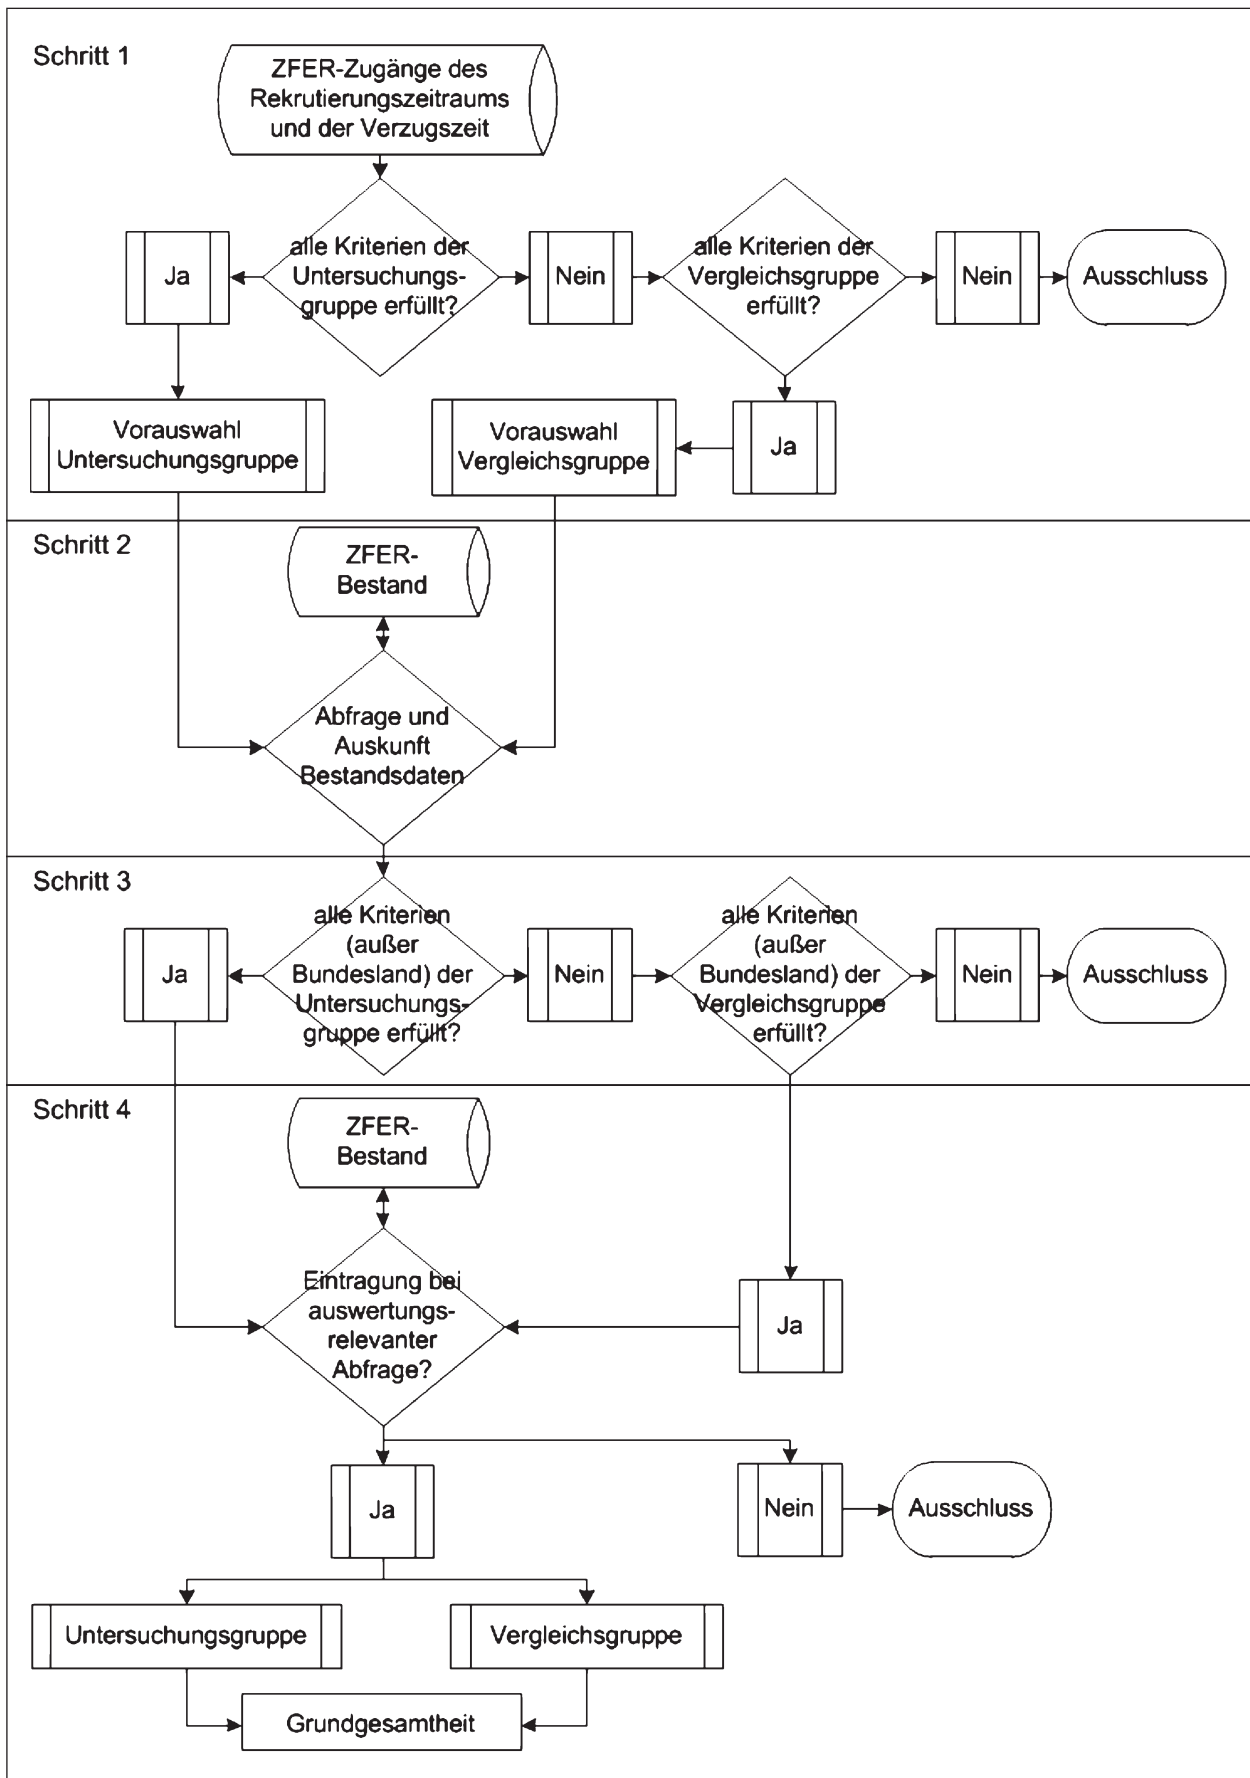 Schritt 1
ZFER-Zugänge des
Rekrutierungszeitraums
und der Verzugszeit
Ja
alle Kriterien der
Untersuchungs-
gruppe erfüllt?
Nein
alle Kriterien der
Vergleichsgruppe
erfüllt?
Nein
Ausschluss
Vorauswahl
Untersuchungsgruppe
Vorauswahl
Vergleichsgruppe
Ja
Schritt 2
ZFER-
Bestand
Abfrage und
Auskunft
Bestandsdaten
Schritt 3
Ja
alle Kriterien
(außer
Bundesland) der
Untersuchungs-
gruppe erfüllt?
Nein
alle Kriterien
(außer
Bundesland) der
Vergleichsgruppe
erfüllt?
Nein
Ausschluss
Schritt 4
ZFER-
Bestand
Eintragung bei
auswertungs-
relevanter
Abfrage?
Ja
Ja
Nein
Ausschluss
Untersuchungsgruppe
Vergleichsgruppe
Grundgesamtheit